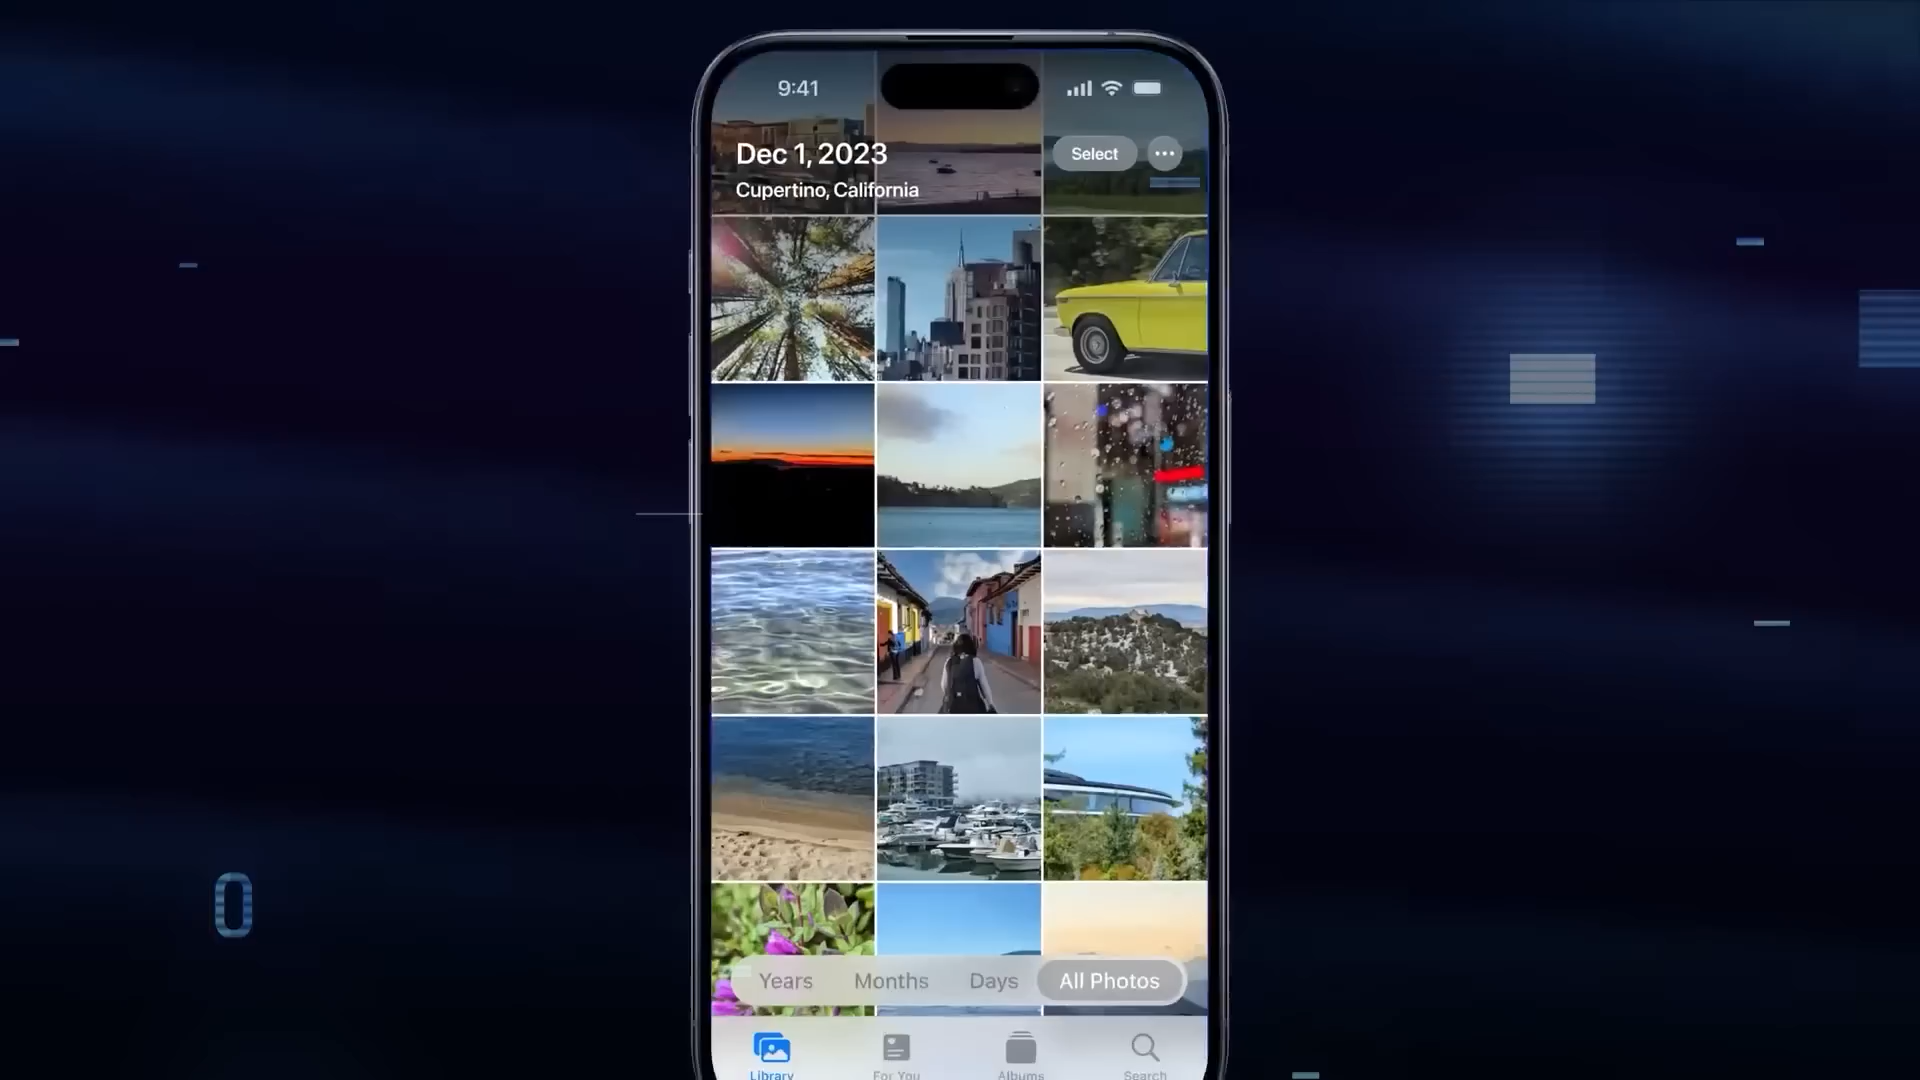 9:41
Dec 1, 2023
Select
Cupertino, California
Years
Months
Days
All Photos
Library
For You
Albums
Search
0